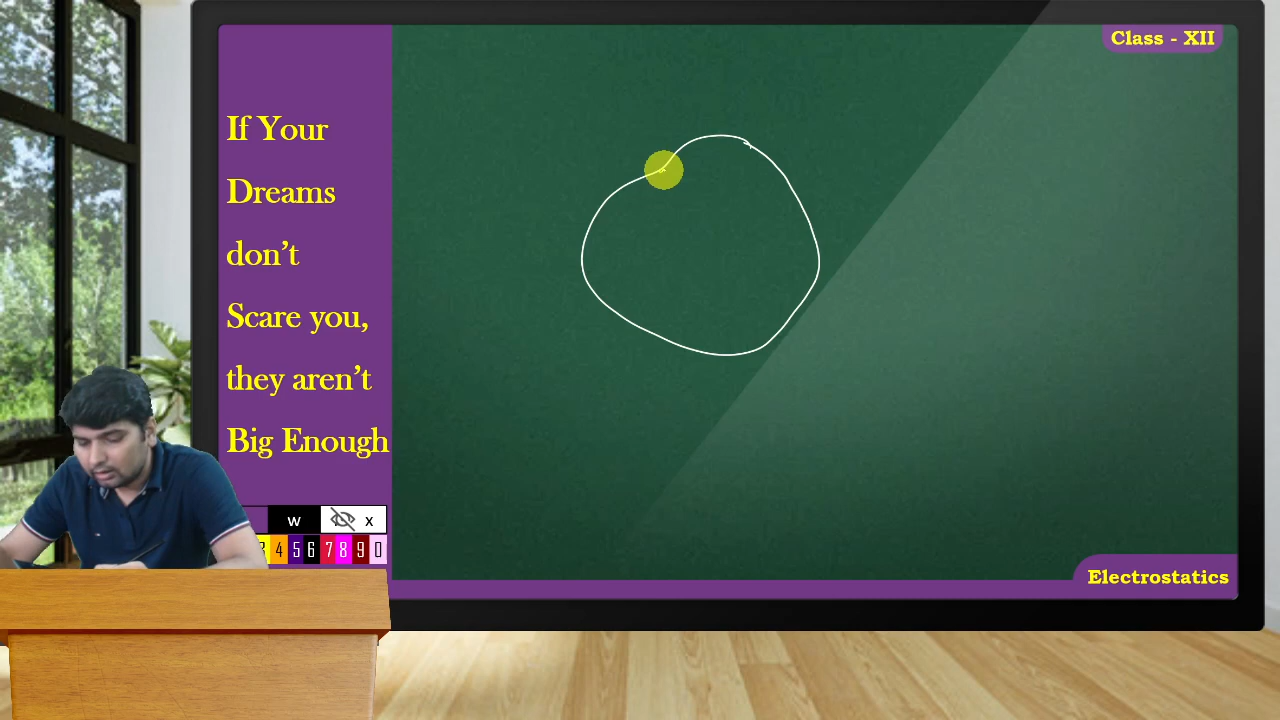 Class - XII
If Your
Dreams
don’t
Scare you,
they aren’t
Big Enough
w x
4 5 6 7 8 9 0
Electrostatics